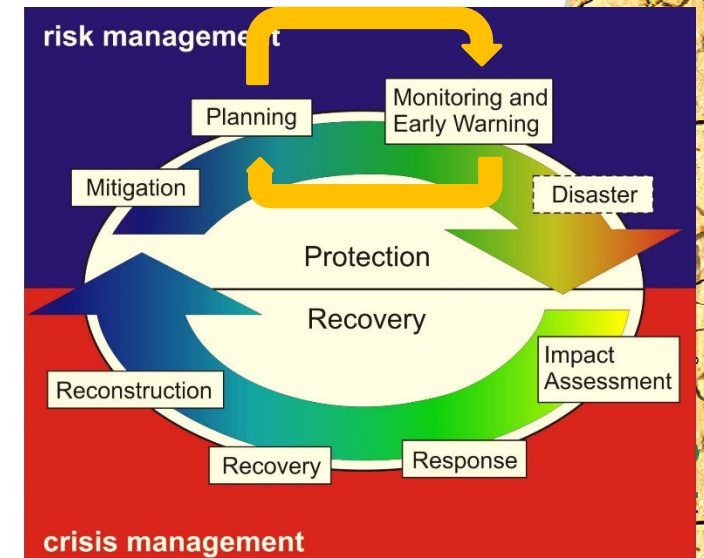 risk management
Planning
Monitoring and
Early Warning
Mitigation
Disaster
Protection
Recovery
Impact
Assessment
Reconstruction
Recovery
Response
crisis management